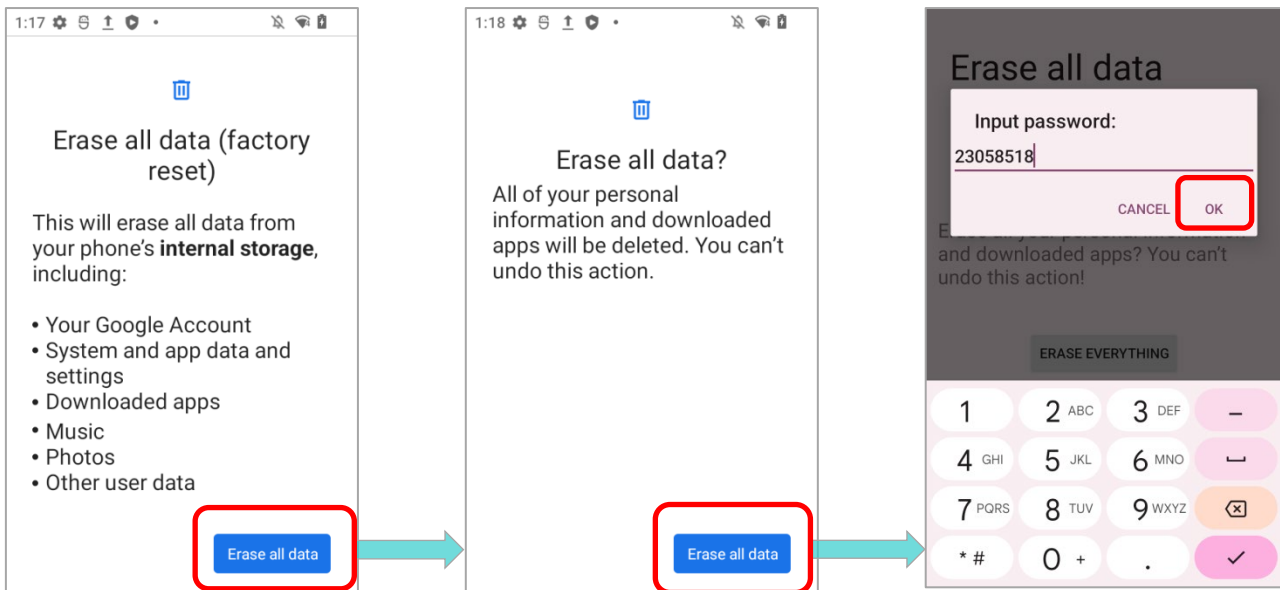 1:17
Erase all data (factory
reset)
This will erase all data from
your phone's internal storage,
including:
• Your Google Account
• System and app data and
settings
• Downloaded apps
• Music
• Photos
• Other user data
Erase all data
1:18
Erase all data?
All of your personal
information and downloaded
apps will be deleted. You can't
undo this action.
Erase all data
Erase all data
Input password:
23058518
CANCEL OK
and downloaded apps? You can't
undo this action!
ERASE EVERYTHING
1 2 ABC 3 DEF –
4 GHI 5 JKL 6 MNO
7 PQRS 8 TUV 9 WXYZ
* # 0 + .